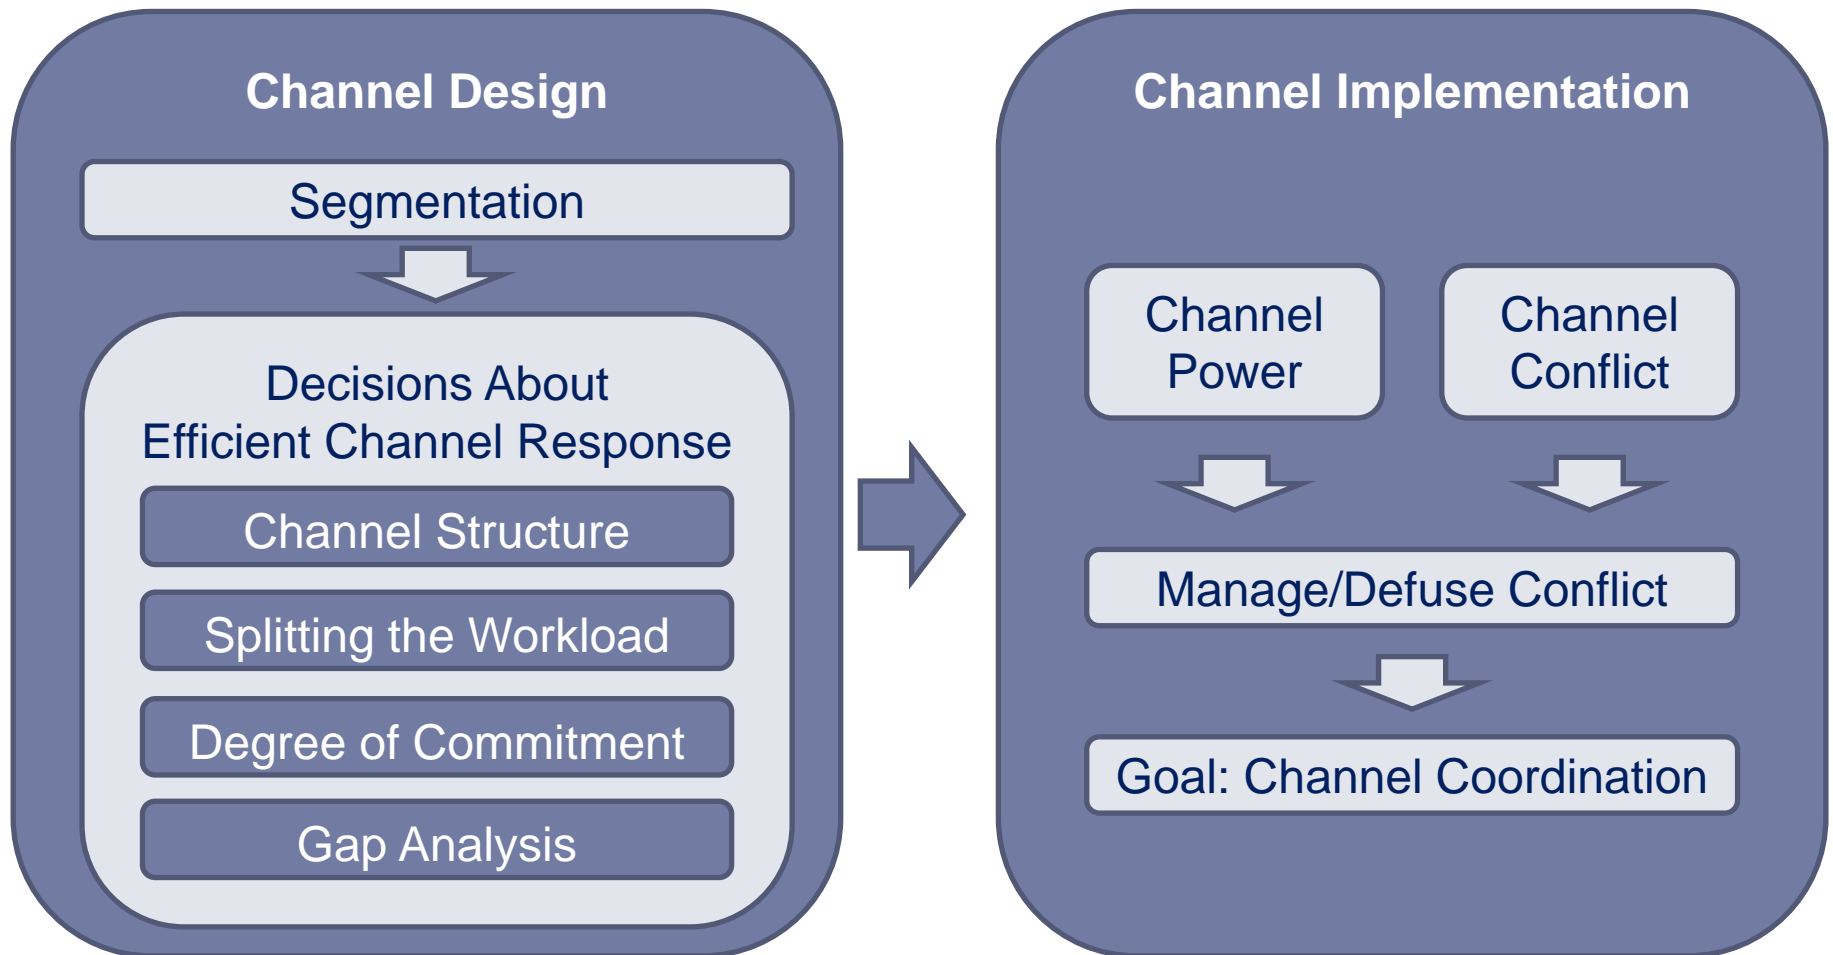 Channel Design
Segmentation
Decisions About
Efficient Channel Response
Channel Structure
Splitting the Workload
Degree of Commitment
Gap Analysis
Channel Implementation
Channel
Power
Channel
Conflict
Manage/Defuse Conflict
Goal: Channel Coordination